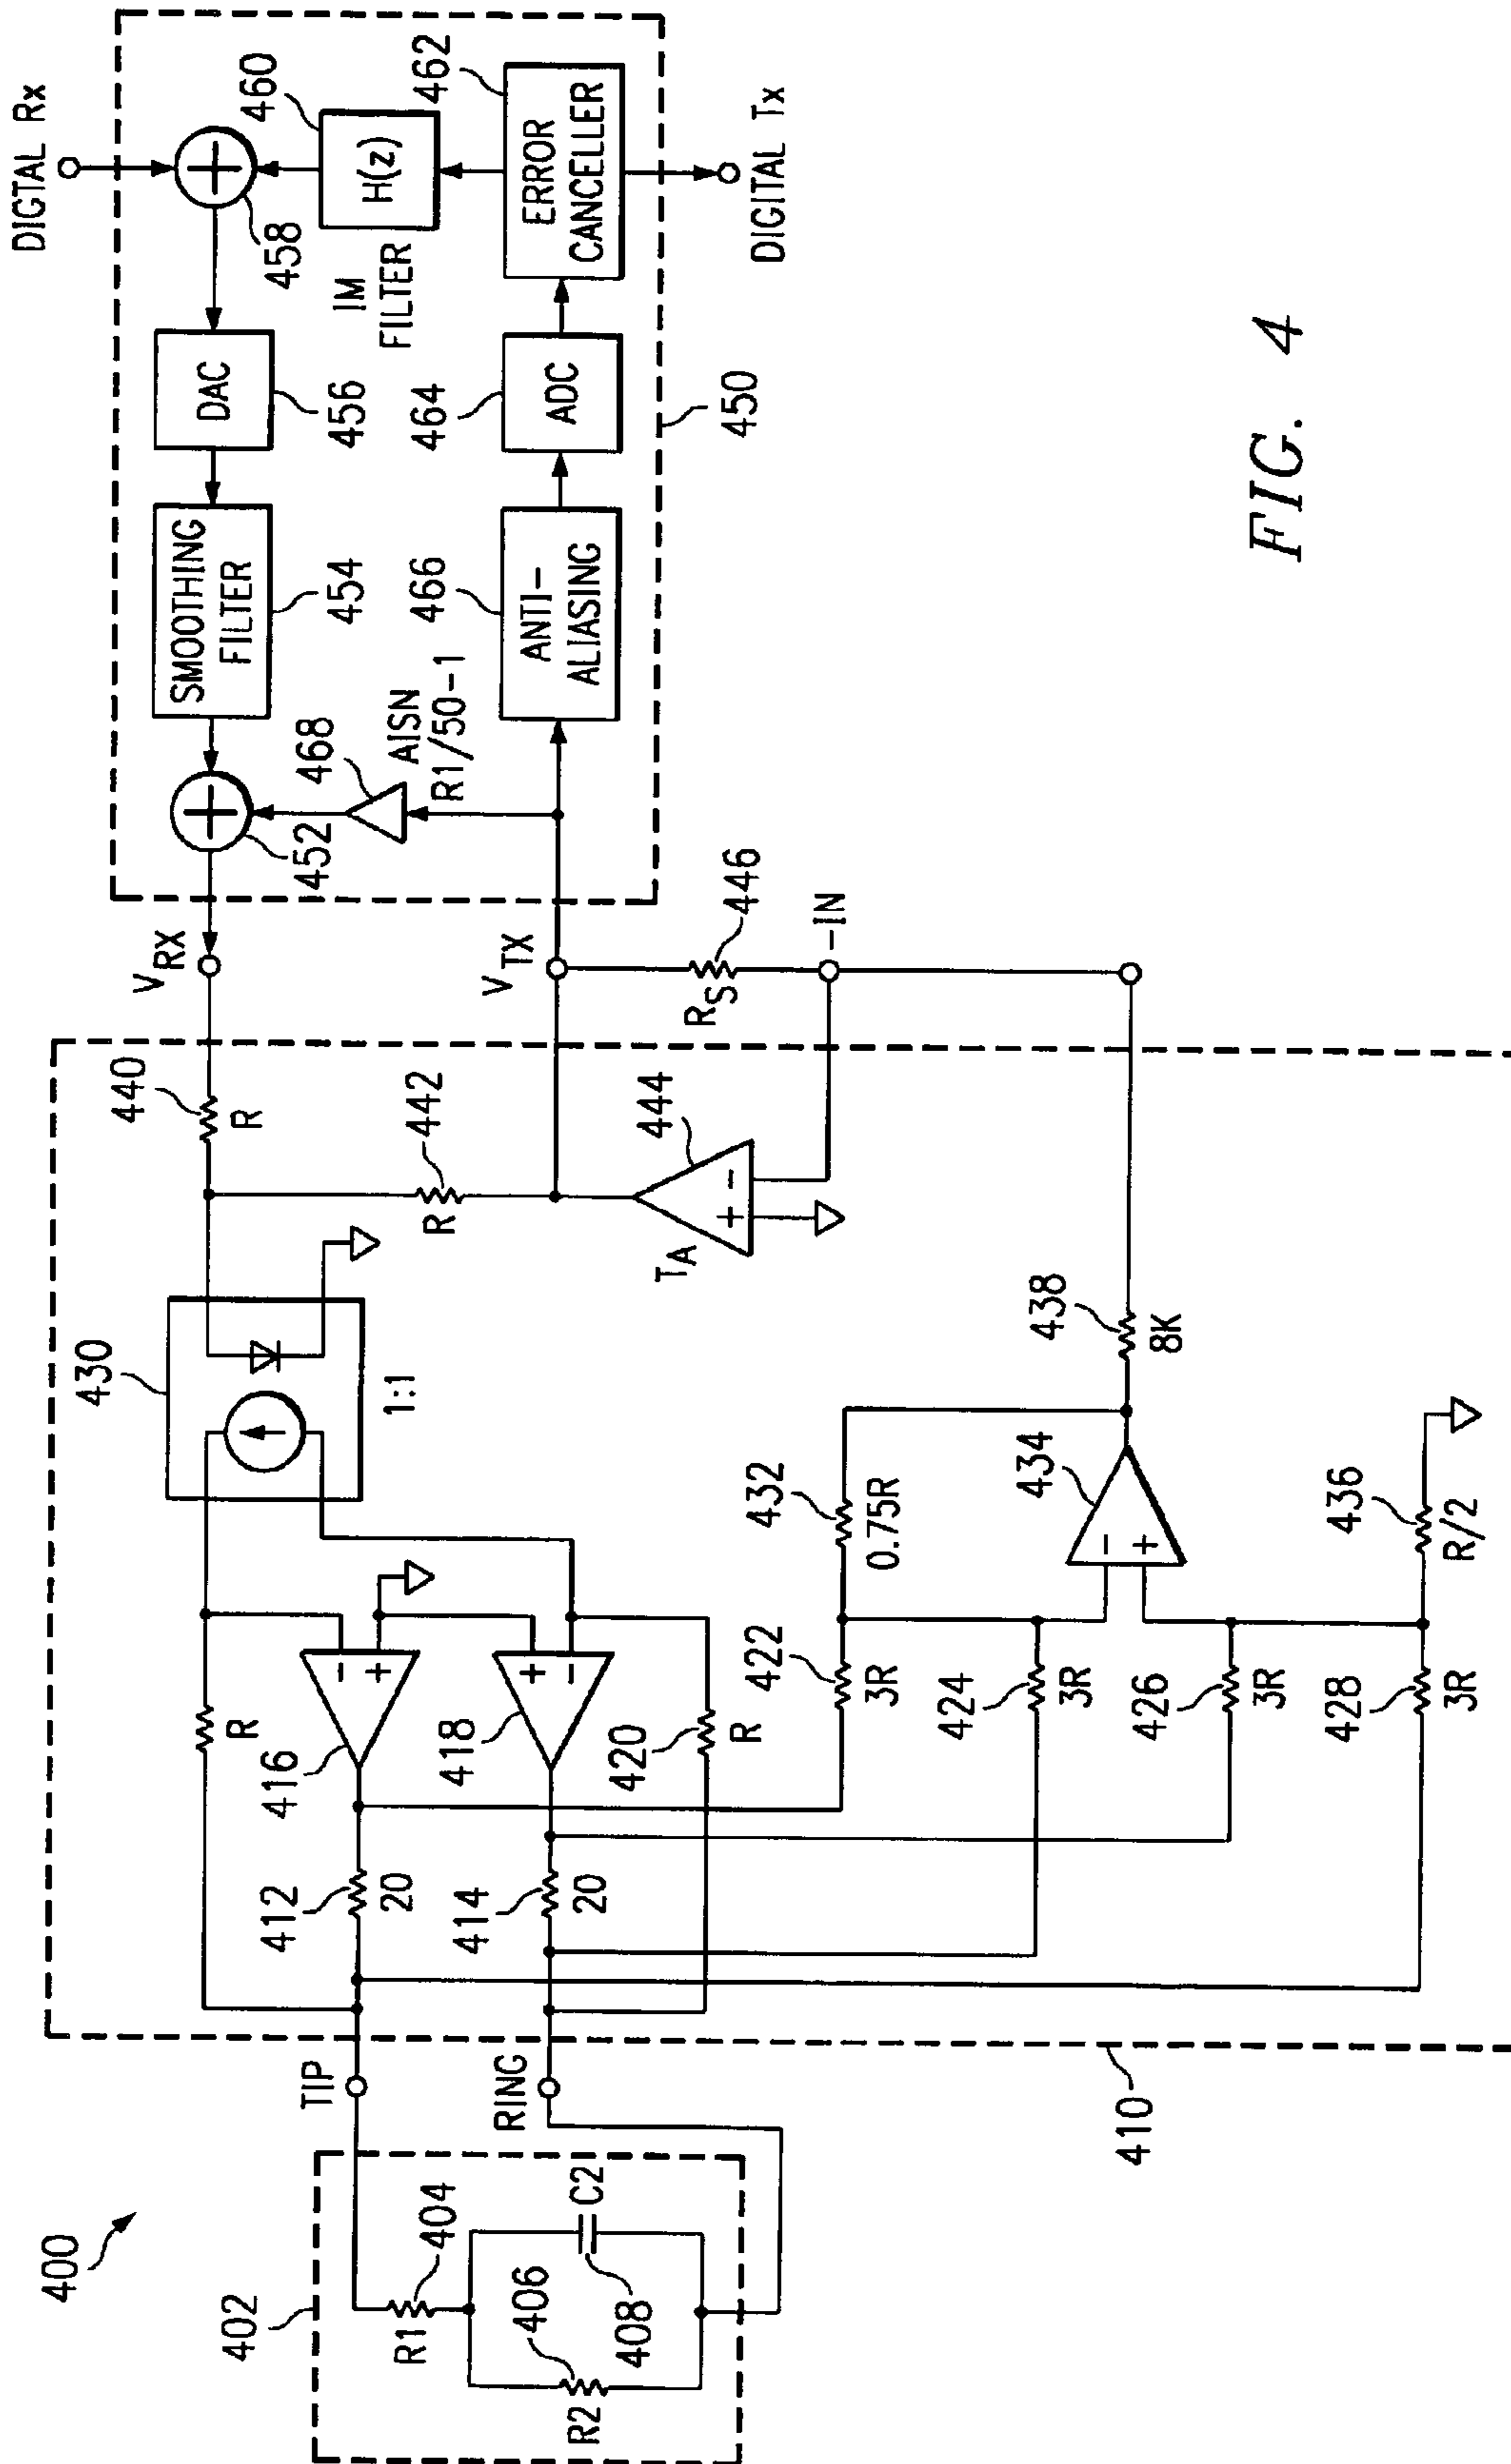 400
402
R1
404
R2
406
408
C2
TIP
RING
410
R
416
412
20
418
414
20
420
R
430
1:1
422
3R
424
3R
426
3R
428
3R
432
0.75R
434
436
R/2
438
8K
440
R
442
R
444
TA
-
+
+
-
-
+
+
-
VRX
VTX
446
RS
-IN
452
+
468
AISN
R1/50-1
SMOOTHING
FILTER
454
466
ANTI-
ALIASING
DAC
456
464
ADC
450
458
+
DIGTAL Rx
460
H(z)
IM
FILTER
462
ERROR
CANCELLER
DIGITAL Tx
FIG. 4